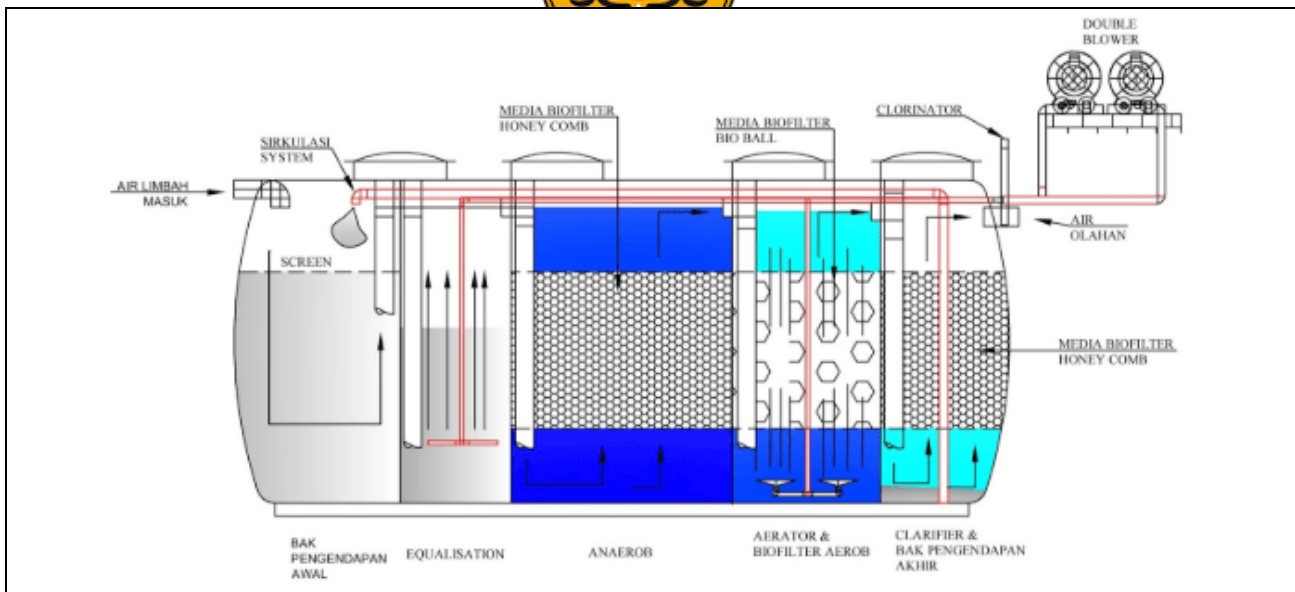 DOUBLE
BLOWER
MEDIA BIOFILTER
HONEY COMB
MEDIA BIOFILTER
BIO BALL
CLORINATOR
SIRKULASI
SYSTEM
AIR LIMBAH
MASUK
AIR
OLAHAN
SCREEN
MEDIA BIOFILTER
HONEY COMB
BAK
PENGENDAPAN
AWAL
EQUALISATION
ANAEROB
AERATOR &
BIOFILTER AEROB
CLARIFIER &
BAK PENGENDAPAN
AKHIR